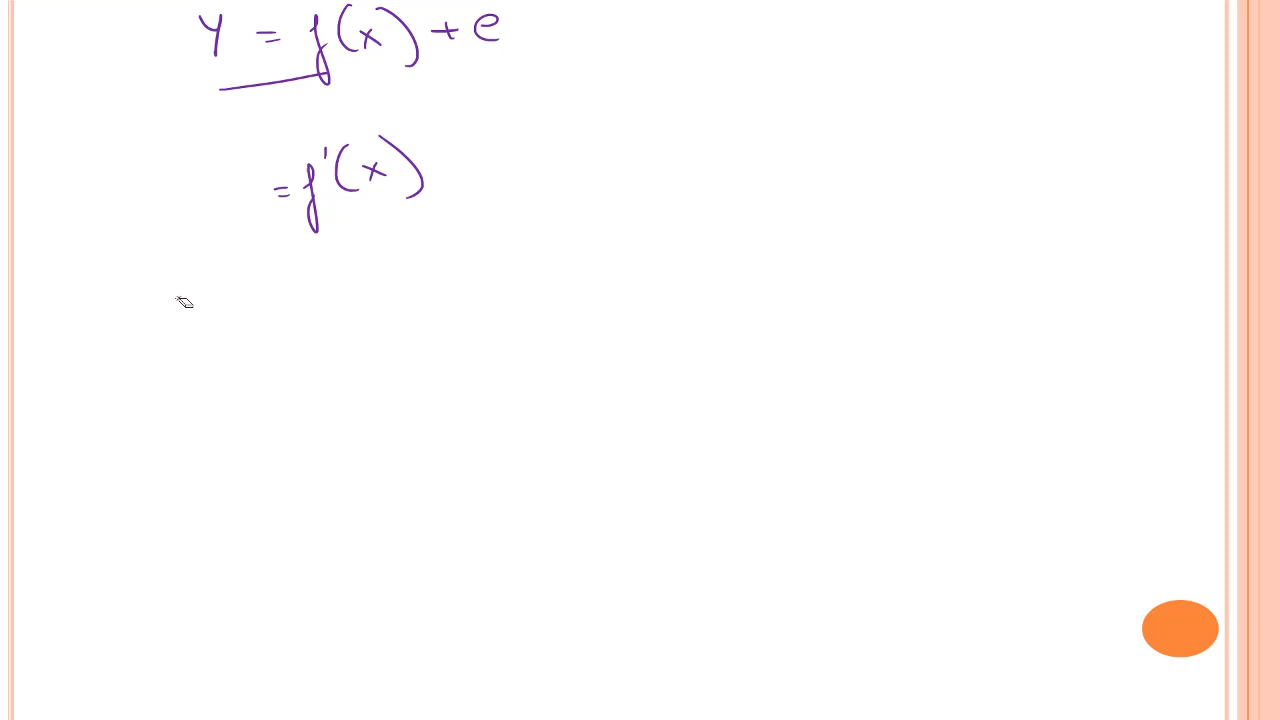 Y = f(x) + e
= f'(x)